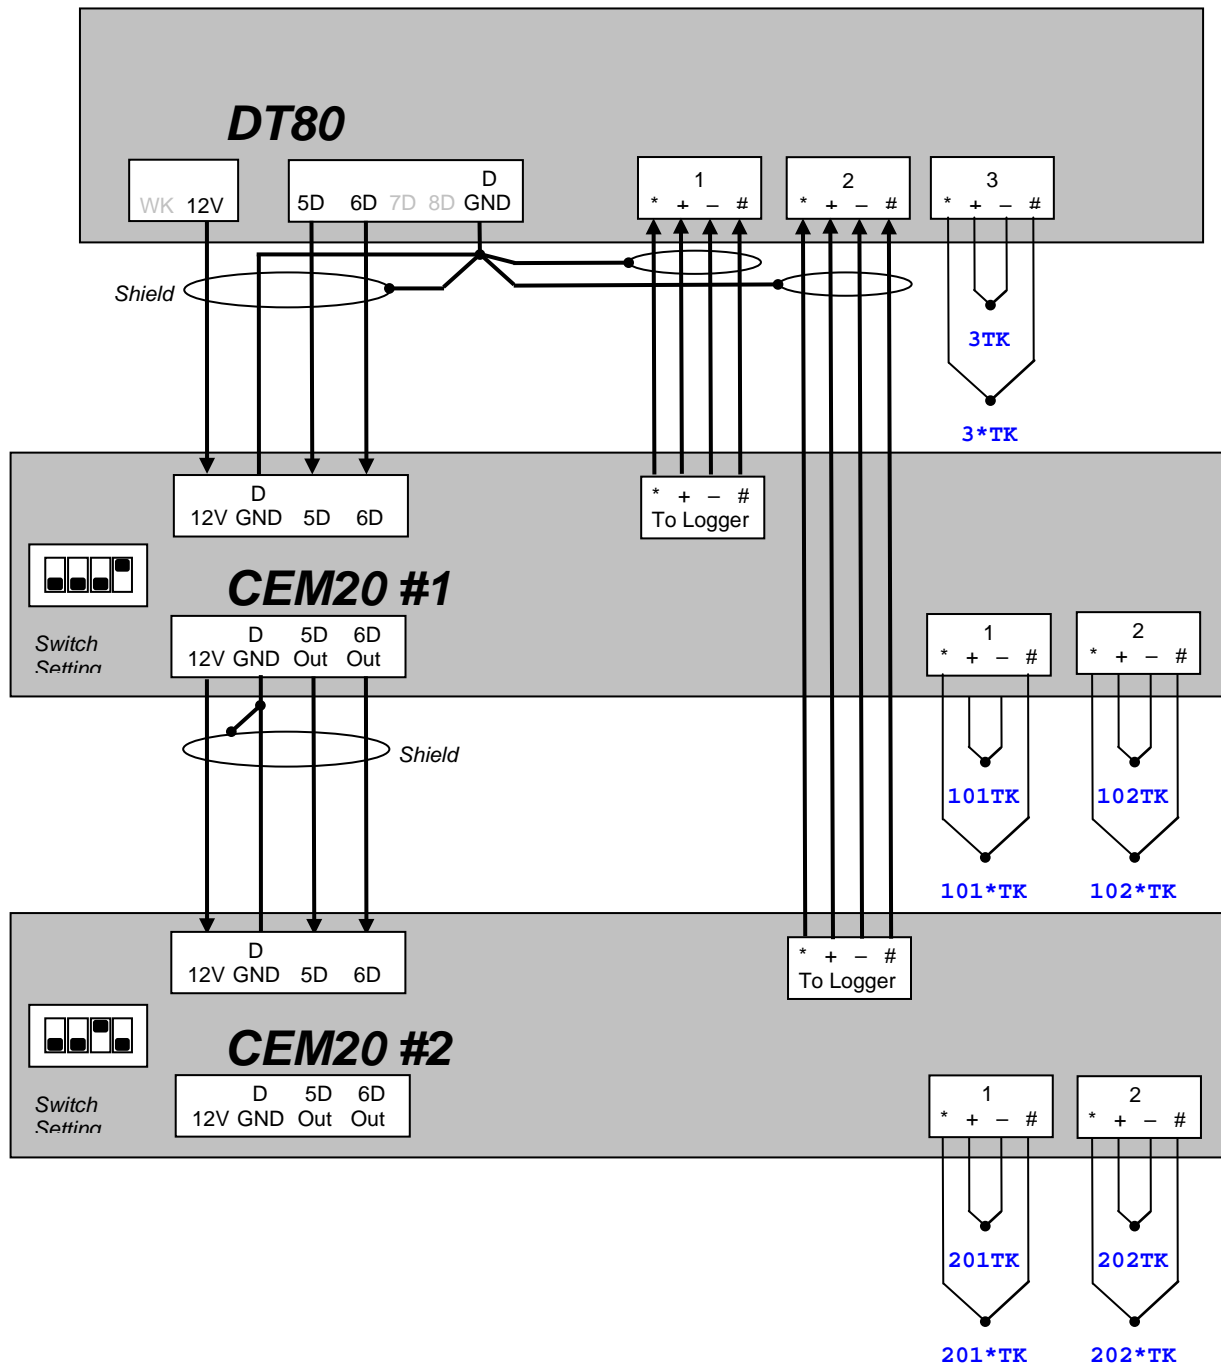 DT80
WK 12V
D
5D 6D 7D 8D GND
1
* + – #
2
* + – #
3
* + – #
Shield
3TK
3*TK
D
12V GND 5D 6D
* + – #
To Logger
CEM20 #1
Switch
Setting
D 5D 6D
12V GND Out Out
1
* + – #
2
* + – #
Shield
101TK
102TK
101*TK
102*TK
D
12V GND 5D 6D
* + – #
To Logger
CEM20 #2
Switch
Setting
D 5D 6D
12V GND Out Out
1
* + – #
2
* + – #
201TK
202TK
201*TK
202*TK